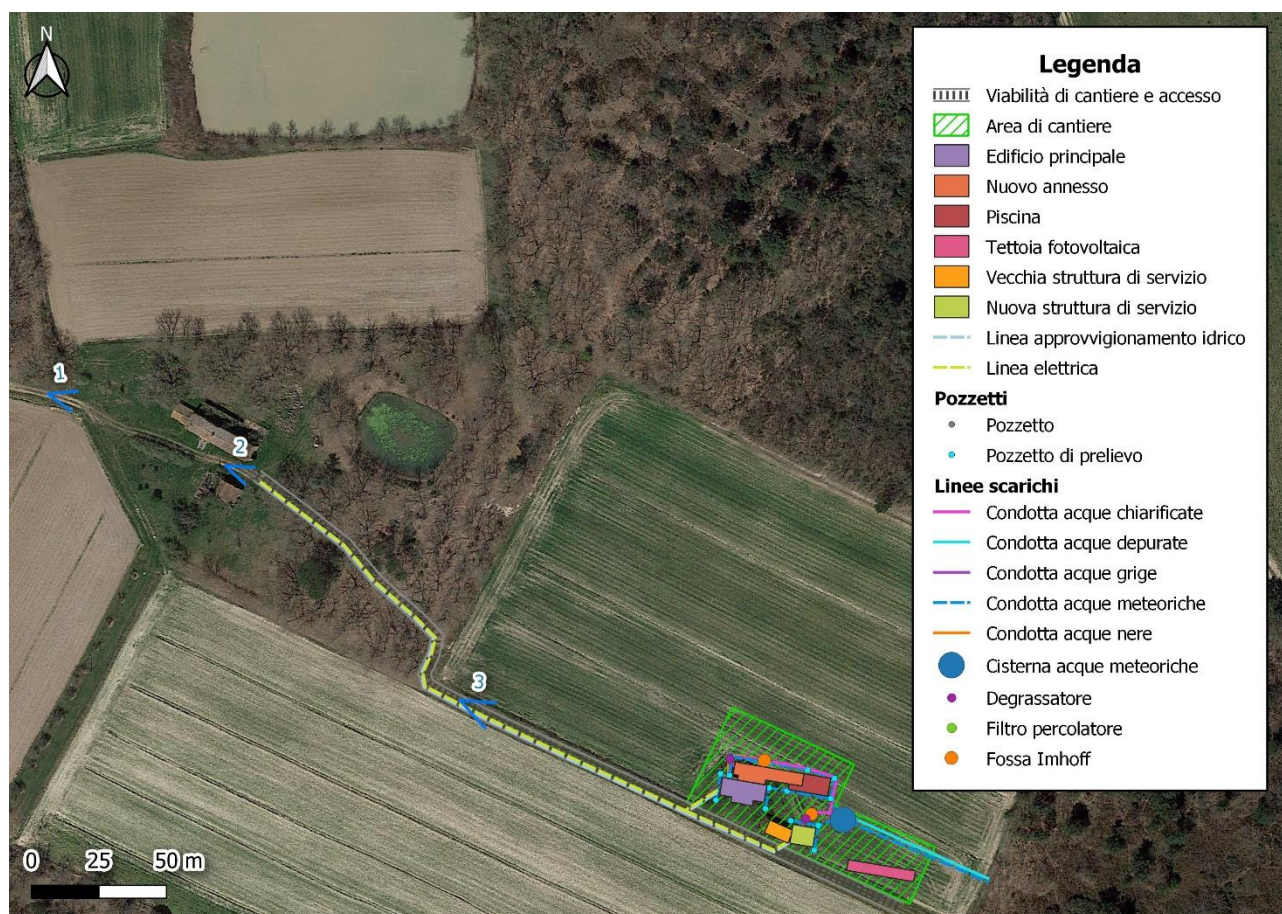 N
1
2
3
0 25 50 m
Legenda
Viabilità di cantiere e accesso
Area di cantiere
Edificio principale
Nuovo annesso
Piscina
Tettoia fotovoltaica
Vecchia struttura di servizio
Nuova struttura di servizio
Linea approvvigionamento idrico
Linea elettrica
Pozzetti
Pozzetto
Pozzetto di prelievo
Linee scarichi
Condotta acque chiarificate
Condotta acque depurate
Condotta acque grige
Condotta acque meteoriche
Condotta acque nere
Cisterna acque meteoriche
Degrassatore
Filtro percolatore
Fossa Imhoff